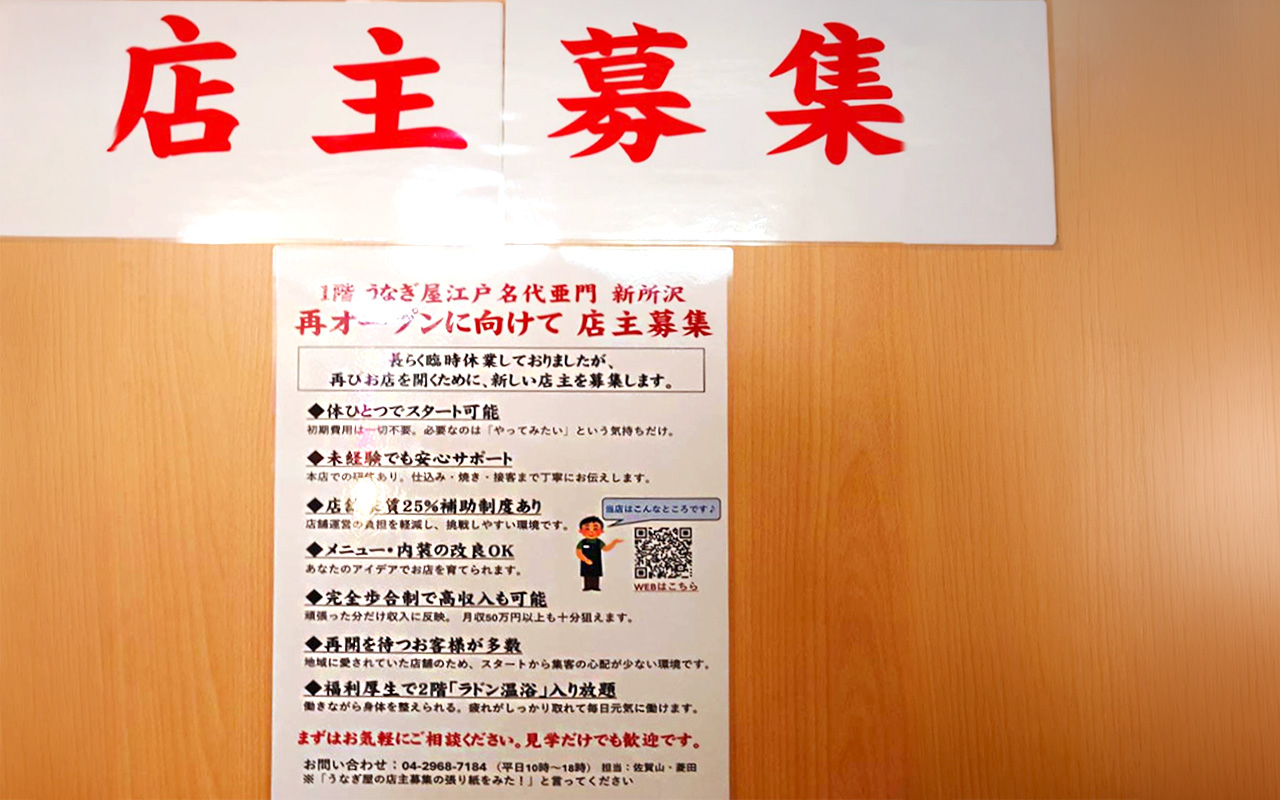 店主募集
1階 うなぎ屋江戸名代亜門 新所沢
再オープンに向けて 店主募集
長らく臨時休業しておりましたが、
再びお店を開くために、新しい店主を募集します。
◆体ひとつでスタート可能
初期費用は一切不要。必要なのは「やってみたい」という気持ちだけ。
◆未経験でも安心サポート
本店での研修あり。仕込み・焼き・接客まで丁寧にお伝えします。
◆店舗家賃25%補助制度あり
店舗運営の負担を軽減し、挑戦しやすい環境です。
当店はこんなところです♪
◆メニュー・内装の改良OK
あなたのアイデアでお店を育てられます。
WEBはこちら
◆完全歩合制で高収入も可能
頑張った分だけ収入に反映。 月収50万円以上も十分狙えます。
◆再開を待つお客様が多数
地域に愛されていた店舗のため、スタートから集客の心配が少ない環境です。
◆福利厚生で2階「ラドン温浴」入り放題
働きながら身体を整えられる。疲れがしっかり取れて毎日元気に働けます。
まずはお気軽にご相談ください。見学だけでも歓迎です。
お問い合わせ：04-2968-7184 （平日10時～18時） 担当：佐賀山・菱田
※「うなぎ屋の店主募集の張り紙をみた！」と言ってください